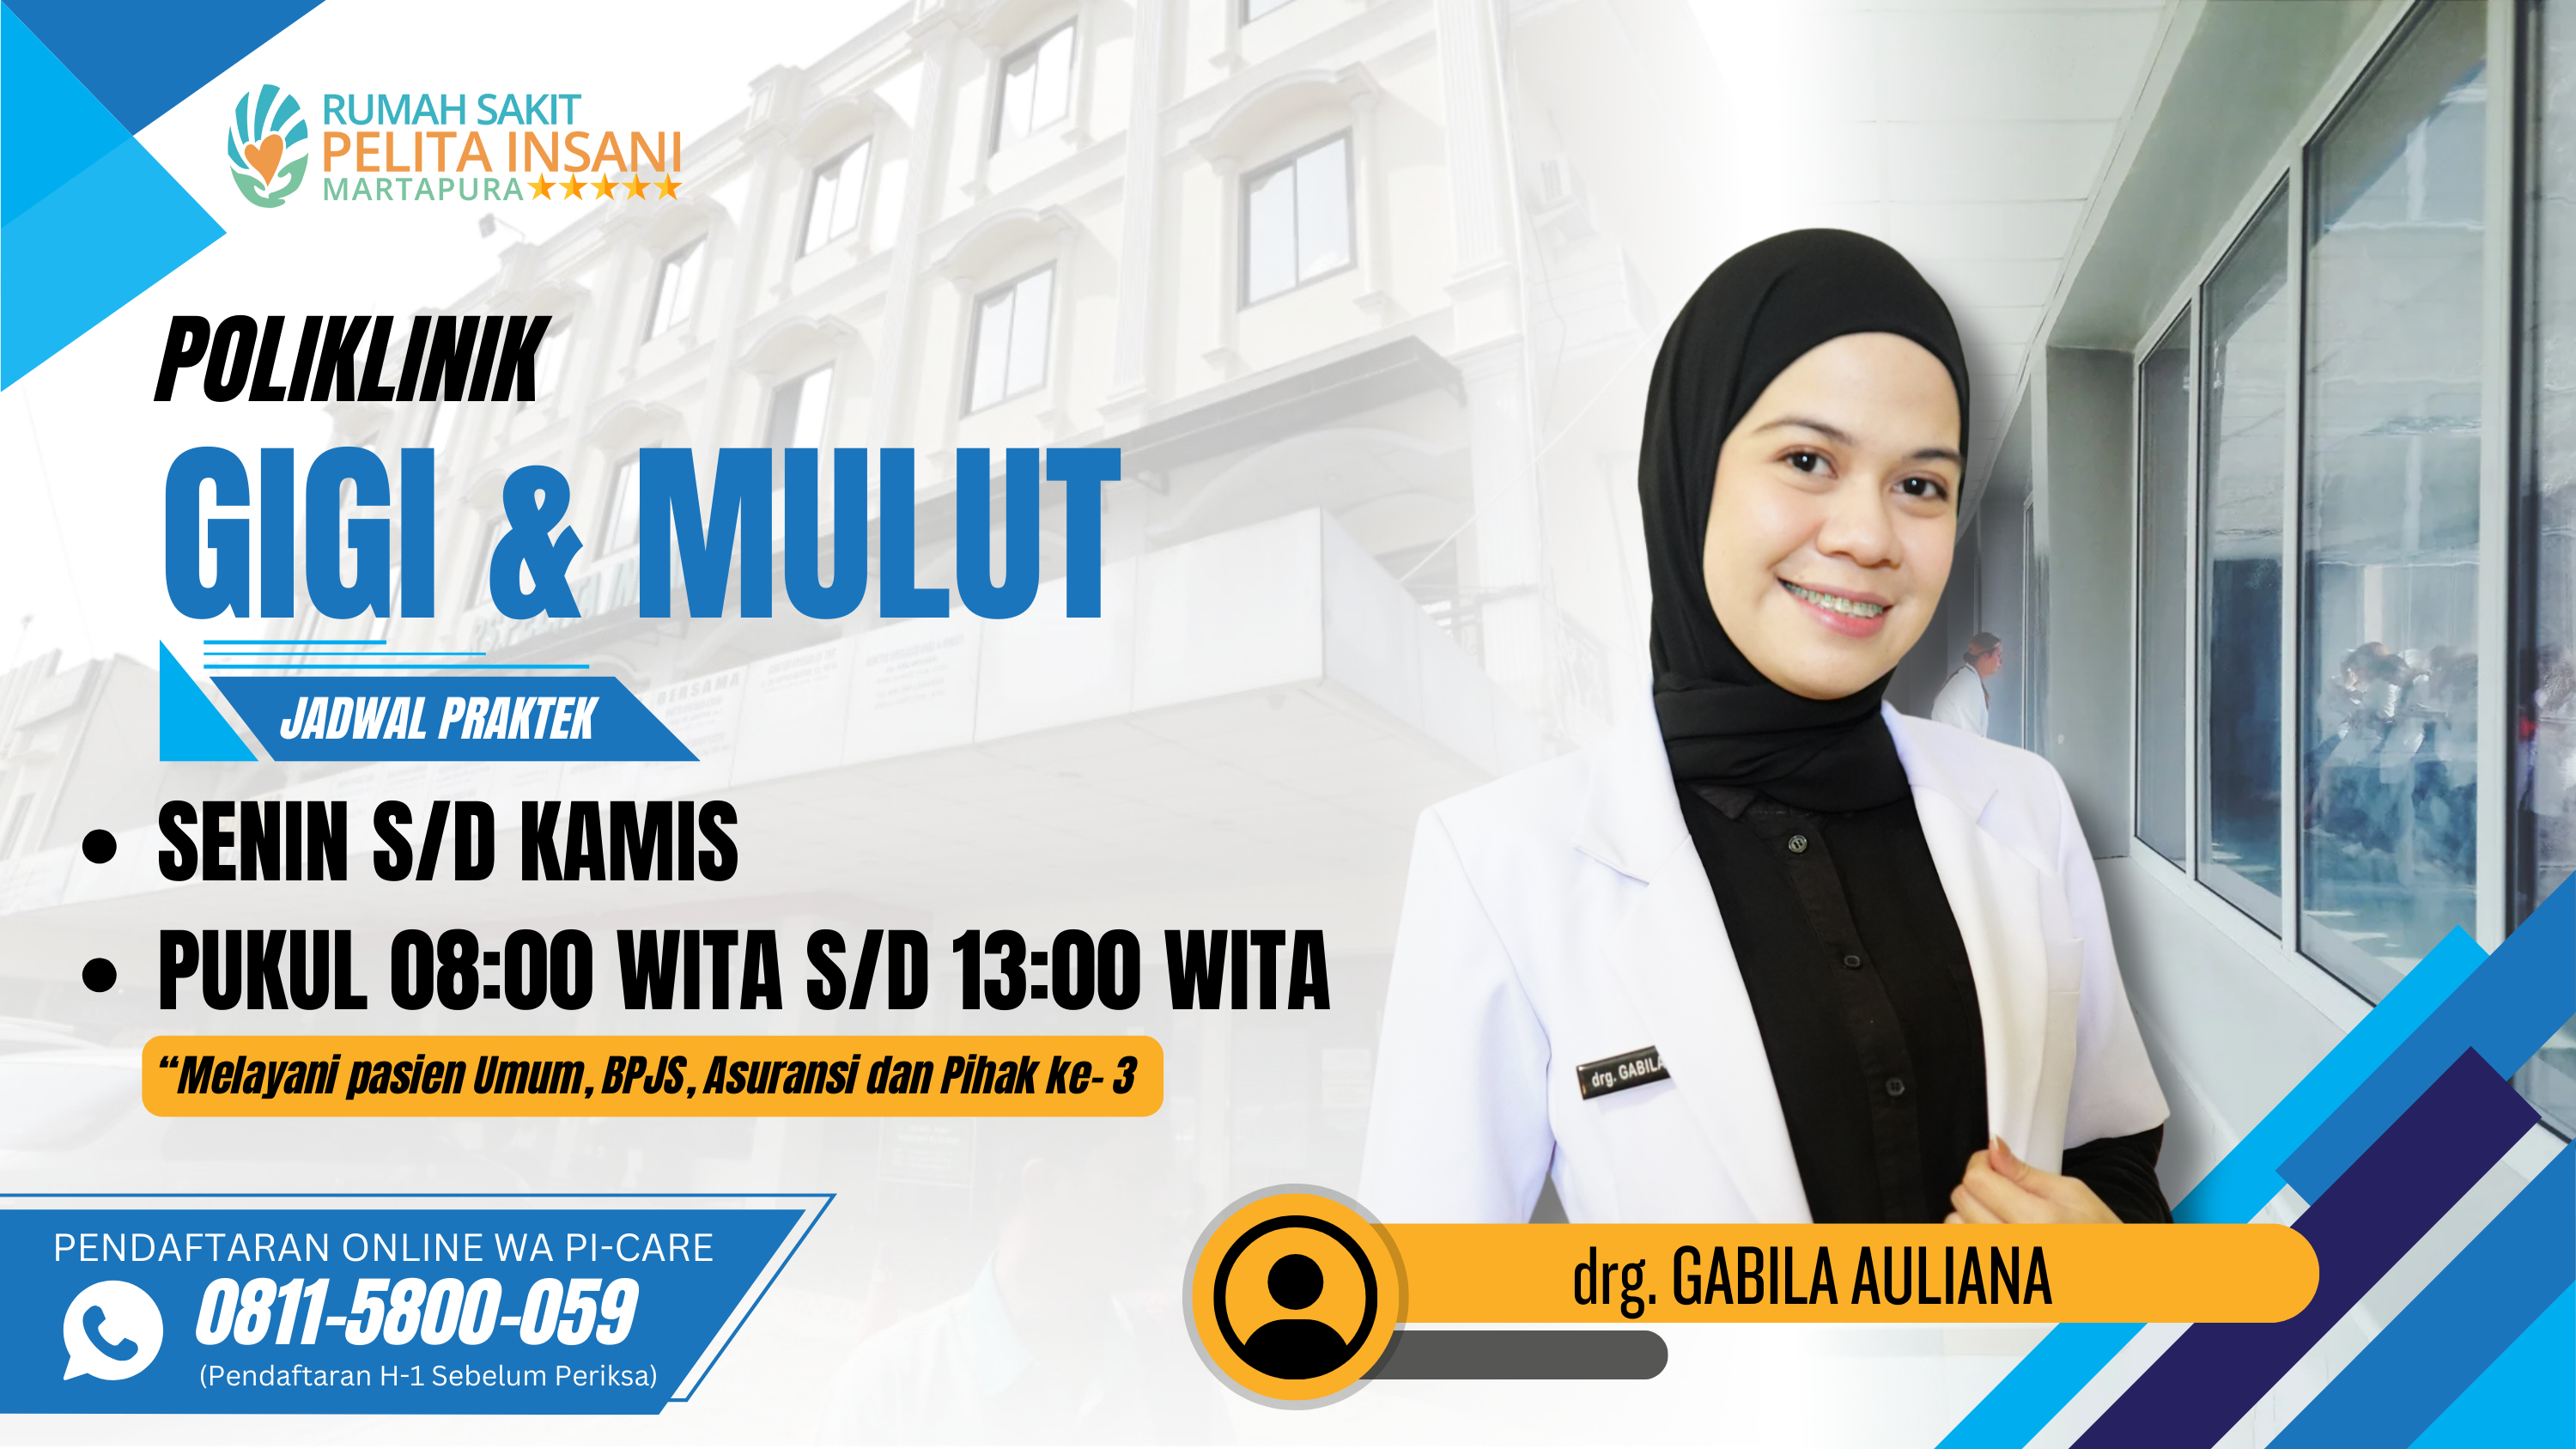 RUMAH SAKIT
PELITA INSANI
MARTAPURA
POLIKLINIK
GIGI & MULUT
JADWAL PRAKTEK
• SENIN S/D KAMIS
• PUKUL 08:00 WITA S/D 13:00 WITA
“Melayani pasien Umum, BPJS, Asuransi dan Pihak ke- 3
drg. GABILA
PENDAFTARAN ONLINE WA PI-CARE
0811-5800-059
(Pendaftaran H-1 Sebelum Periksa)
drg. GABILA AULIANA